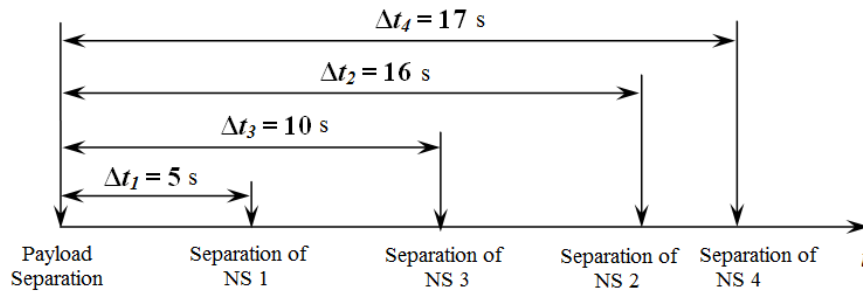 Δt4 = 17 s
Δt2 = 16 s
Δt3 = 10 s
Δt1 = 5 s
Payload
Separation
Separation of
NS 1
Separation of
NS 3
Separation of
NS 2
Separation of
NS 4